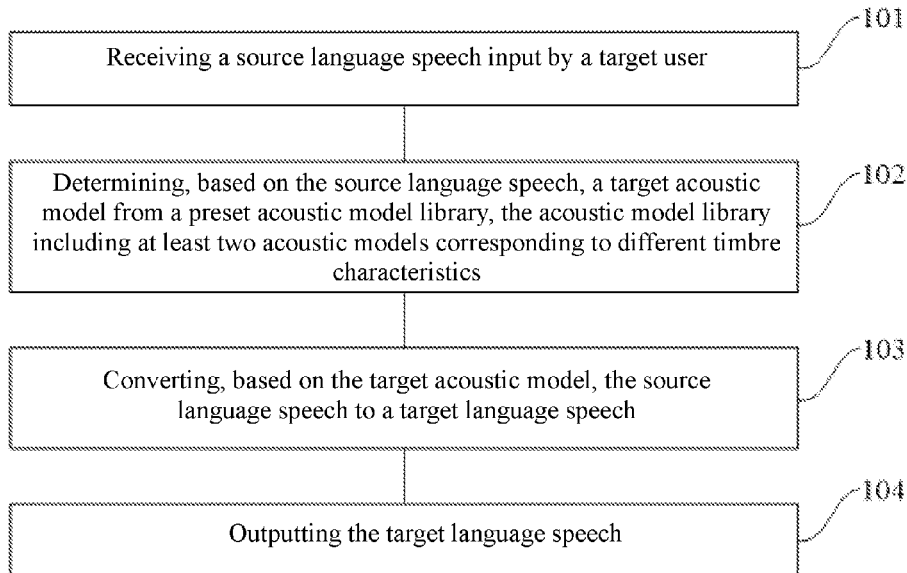 101
Receiving a source language speech input by a target user
102
Determining, based on the source language speech, a target acoustic
model from a preset acoustic model library, the acoustic model library
including at least two acoustic models corresponding to different timbre
characteristics
103
Converting, based on the target acoustic model, the source
language speech to a target language speech
104
Outputting the target language speech